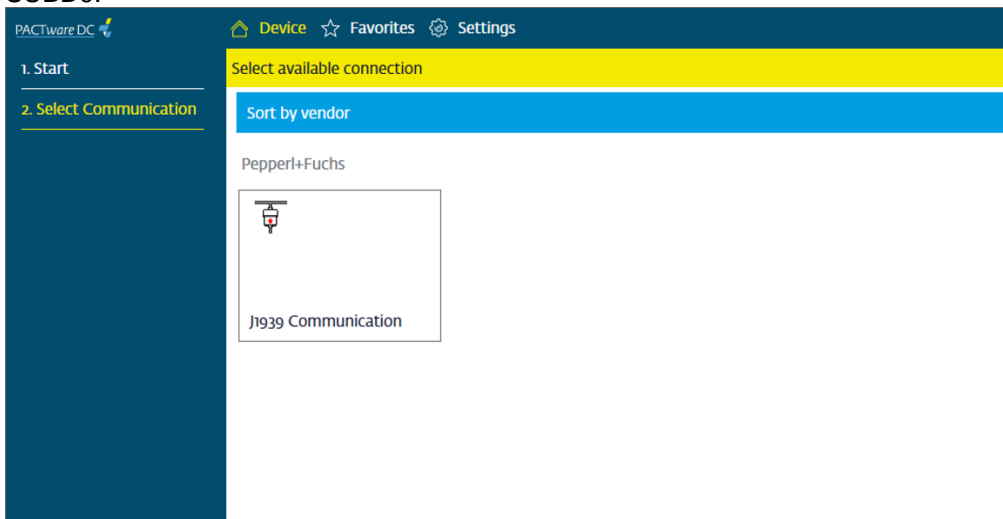 PACTware DC
Device Favorites Settings
1. Start
Select available connection
2. Select Communication
Sort by vendor
Pepperl+Fuchs
J1939 Communication